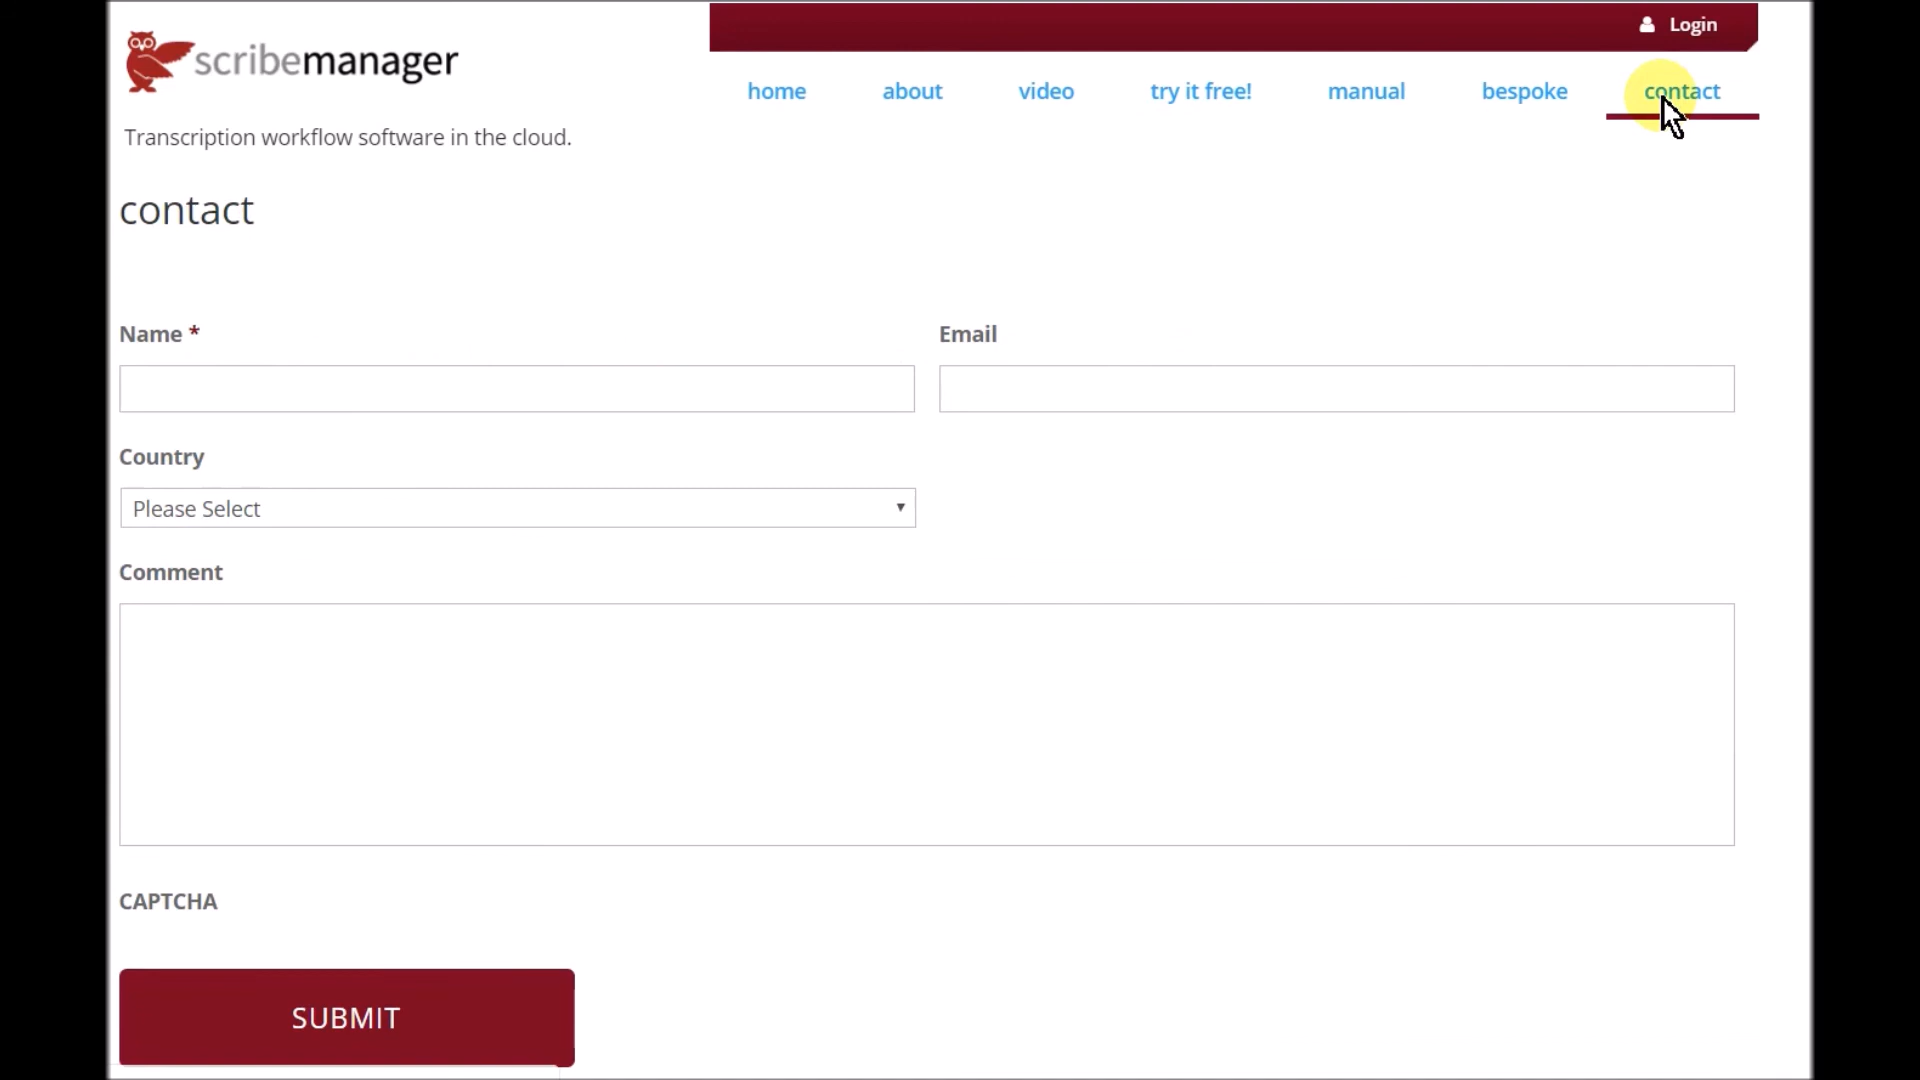 Login
scribemanager
home about video try it free! manual bespoke contact
Transcription workflow software in the cloud.
contact
Name * Email
Country
Please Select
Comment
CAPTCHA
SUBMIT